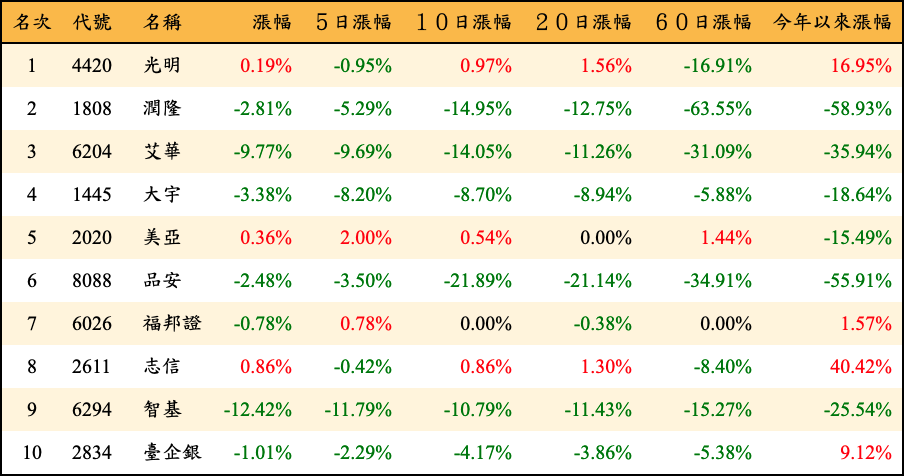 名次 代號 名稱 漲幅 5日漲幅 10日漲幅 20日漲幅 60日漲幅 今年以來漲幅
1 4420 光明 0.19% -0.95% 0.97% 1.56% -16.91% 16.95%
2 1808 潤隆 -2.81% -5.29% -14.95% -12.75% -63.55% -58.93%
3 6204 艾華 -9.77% -9.69% -14.05% -11.26% -31.09% -35.94%
4 1445 大宇 -3.38% -8.20% -8.70% -8.94% -5.88% -18.64%
5 2020 美亞 0.36% 2.00% 0.54% 0.00% 1.44% -15.49%
6 8088 品安 -2.48% -3.50% -21.89% -21.14% -34.91% -55.91%
7 6026 福邦證 -0.78% 0.78% 0.00% -0.38% 0.00% 1.57%
8 2611 志信 0.86% -0.42% 0.86% 1.30% -8.40% 40.42%
9 6294 智基 -12.42% -11.79% -10.79% -11.43% -15.27% -25.54%
10 2834 臺企銀 -1.01% -2.29% -4.17% -3.86% -5.38% 9.12%